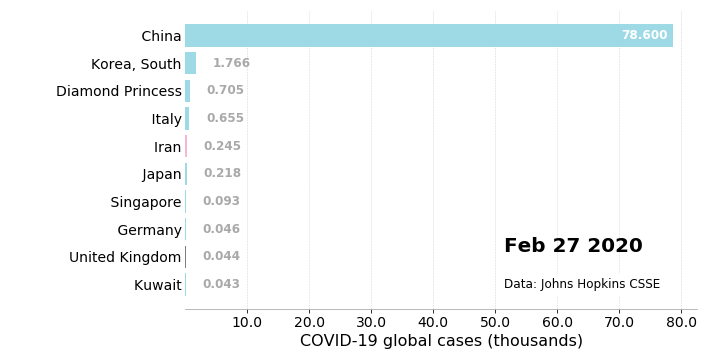 China 78.600
Korea, South 1.766
Diamond Princess 0.705
Italy 0.655
Iran 0.245
Japan 0.218
Singapore 0.093
Germany 0.046
United Kingdom 0.044
Kuwait 0.043
Feb 27 2020
Data: Johns Hopkins CSSE
10.0 20.0 30.0 40.0 50.0 60.0 70.0 80.0
COVID-19 global cases (thousands)